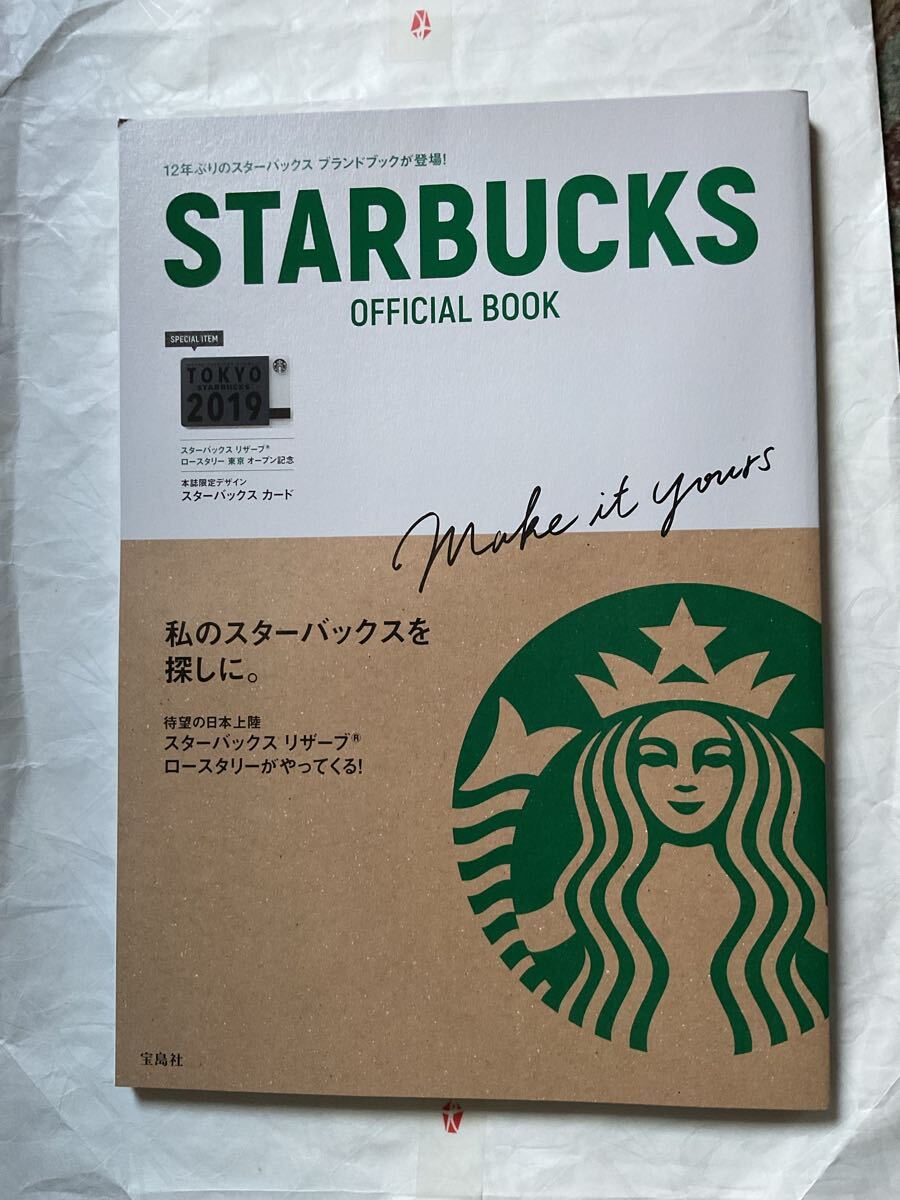 12年ぶりのスターバックス ブランドブックが登場!
STARBUCKS
OFFICIAL BOOK
SPECIAL ITEM
TOKYO
STARBUCKS
2019
スターバックス リザーブ®
ロースタリー 東京 オープン記念
本誌限定デザイン
スターバックス カード
Make it yours
私のスターバックスを
探しに。
待望の日本上陸
スターバックス リザーブ®
ロースタリーがやってくる!
宝島社